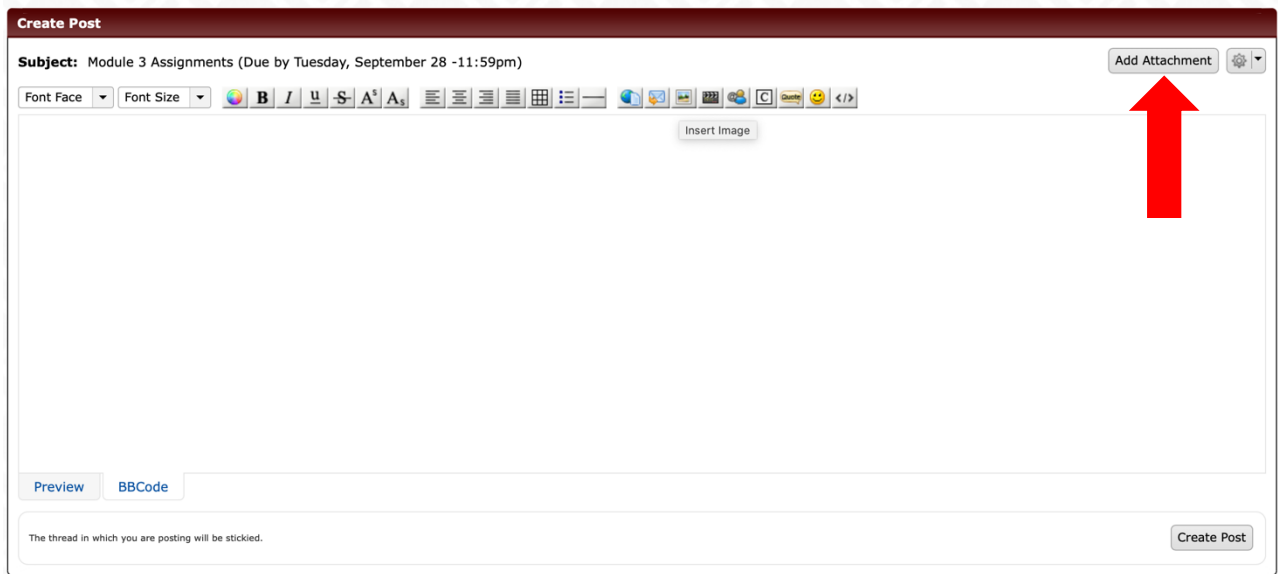 Create Post
Subject: Module 3 Assignments (Due by Tuesday, September 28 -11:59pm)
Add Attachment
Font Face Font Size B I u S A^s A_s C Quote </>
Insert Image
Preview BBCode
The thread in which you are posting will be stickied.
Create Post